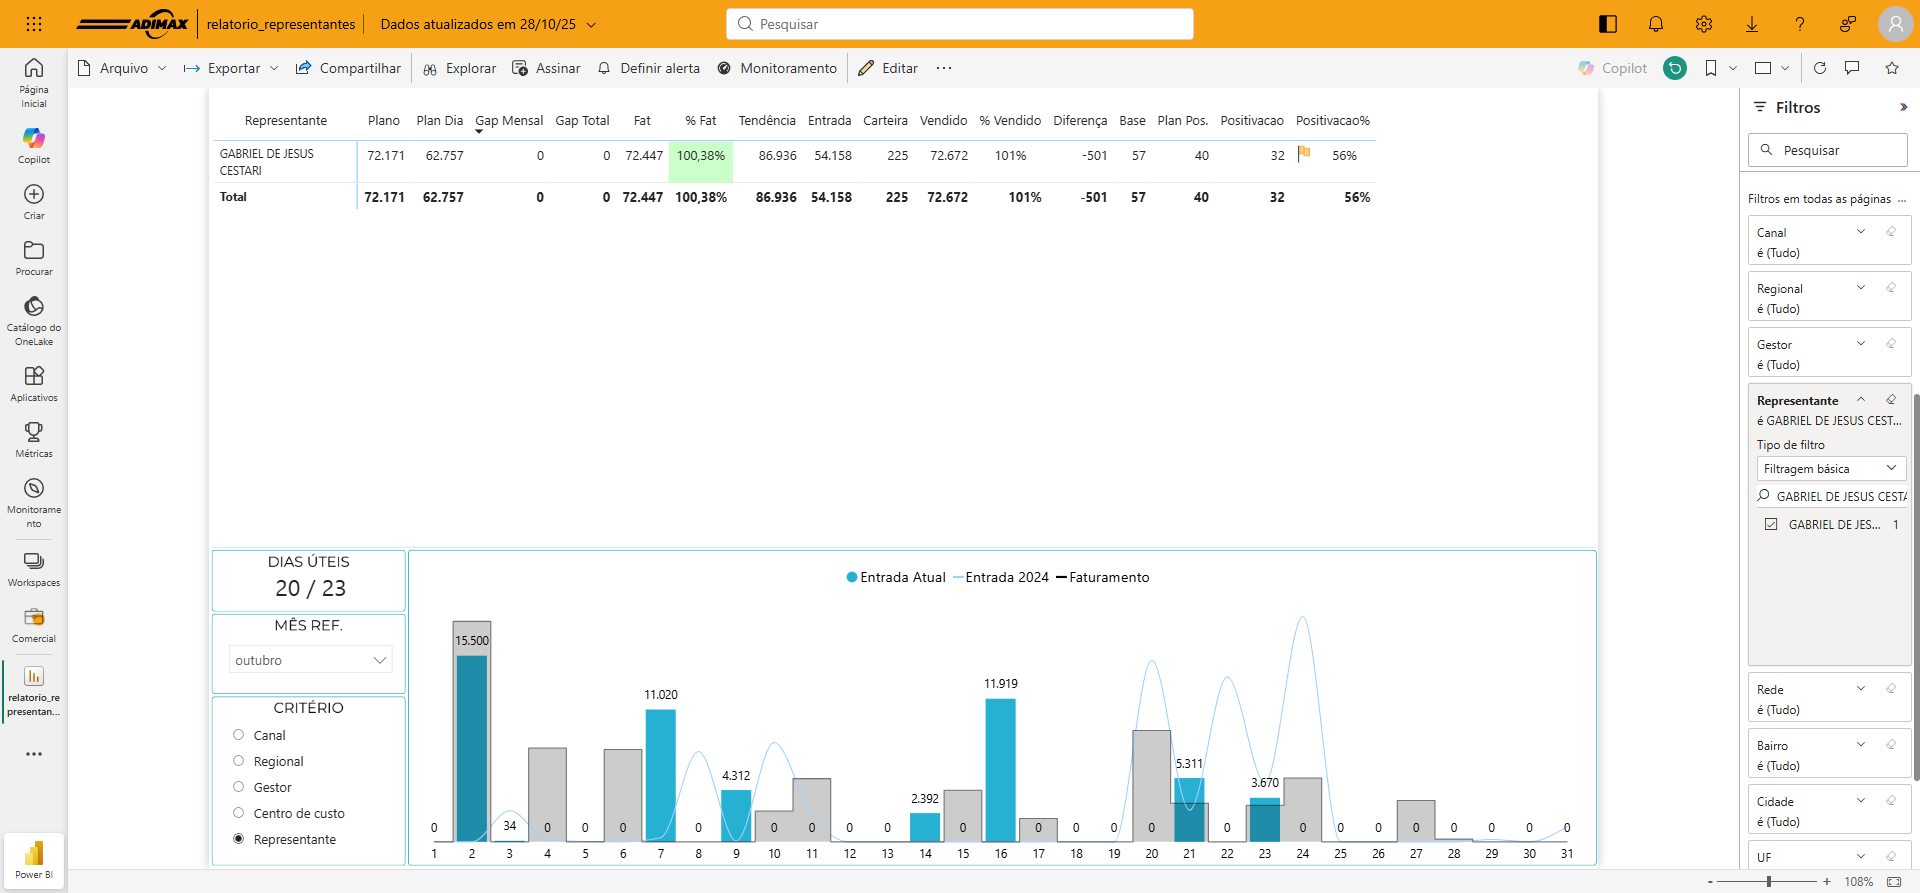 ADIMAX
relatorio_representantes
Dados atualizados em 28/10/25
Pesquisar
Arquivo
Exportar
Compartilhar
Explorar
Assinar
Definir alerta
Monitoramento
Editar
Copilot
Página
Inicial
Copilot
Criar
Procurar
Catálogo do
OneLake
Aplicativos
Métricas
Monitorame
nto
Workspaces
Comercial
relatorio_re
presentan...
Power BI
Representante Plano Plan Dia Gap Mensal Gap Total Fat % Fat Tendência Entrada Carteira Vendido % Vendido Diferença Base Plan Pos. Positivacao Positivacao%
GABRIEL DE JESUS
CESTARI
72.171 62.757 0 0 72.447 100,38% 86.936 54.158 225 72.672 101% -501 57 40 32 56%
Total 72.171 62.757 0 0 72.447 100,38% 86.936 54.158 225 72.672 101% -501 57 40 32 56%
DIAS ÚTEIS
20 / 23
MÊS REF.
outubro
CRITÉRIO
Canal
Regional
Gestor
Centro de custo
Representante
Entrada Atual Entrada 2024 Faturamento
0 15.500 34 0 0 0 11.020 0 4.312 0 0 0 0 2.392 0 11.919 0 0 0 0 5.311 0 3.670 0 0 0 0 0 0 0 0
1 2 3 4 5 6 7 8 9 10 11 12 13 14 15 16 17 18 19 20 21 22 23 24 25 26 27 28 29 30 31
Filtros
Pesquisar
Filtros em todas as páginas ...
Canal
é (Tudo)
Regional
é (Tudo)
Gestor
é (Tudo)
Representante
é GABRIEL DE JESUS CEST...
Tipo de filtro
Filtragem básica
GABRIEL DE JESUS CESTA
GABRIEL DE JES... 1
Rede
é (Tudo)
Bairro
é (Tudo)
Cidade
é (Tudo)
UF
- + 108%